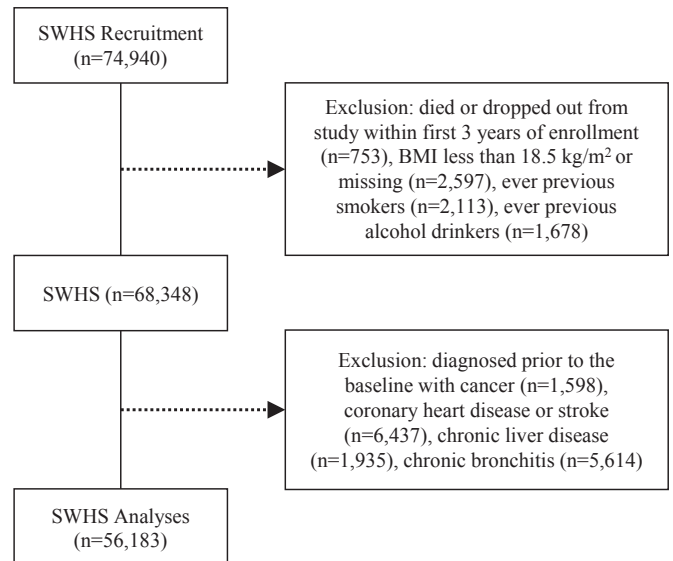 SWHS Recruitment
(n=74,940)
Exclusion: died or dropped out from
study within first 3 years of enrollment
(n=753), BMI less than 18.5 kg/m² or
missing (n=2,597), ever previous
smokers (n=2,113), ever previous
alcohol drinkers (n=1,678)
SWHS (n=68,348)
Exclusion: diagnosed prior to the
baseline with cancer (n=1,598),
coronary heart disease or stroke
(n=6,437), chronic liver disease
(n=1,935), chronic bronchitis (n=5,614)
SWHS Analyses
(n=56,183)